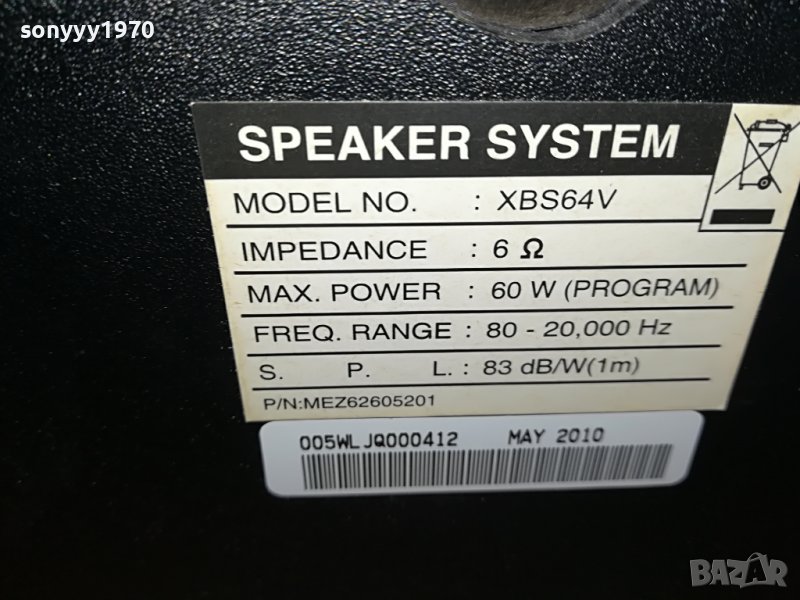 sonyyy1970
SPEAKER SYSTEM
MODEL NO. : XBS64V
IMPEDANCE : 6 Ω
MAX. POWER : 60 W (PROGRAM)
FREQ. RANGE : 80 - 20,000 Hz
S. P. L. : 83 dB/W(1m)
P/N:MEZ62605201
005WLJQ000412 MAY 2010
BAZAR